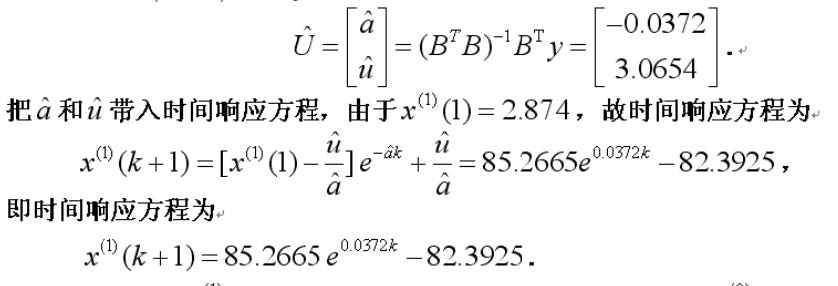 Û = [â û] = (BᵀB)⁻¹Bᵀy = [−0.0372 3.0654].
把 â 和 û 带入时间响应方程，由于 x⁽¹⁾(1) = 2.874，故时间响应方程为
x⁽¹⁾(k+1) = [x⁽¹⁾(1) − û/â] e^{−âk} + û/â = 85.2665e^{0.0372k} − 82.3925，
即时间响应方程为
x⁽¹⁾(k+1) = 85.2665 e^{0.0372k} − 82.3925．